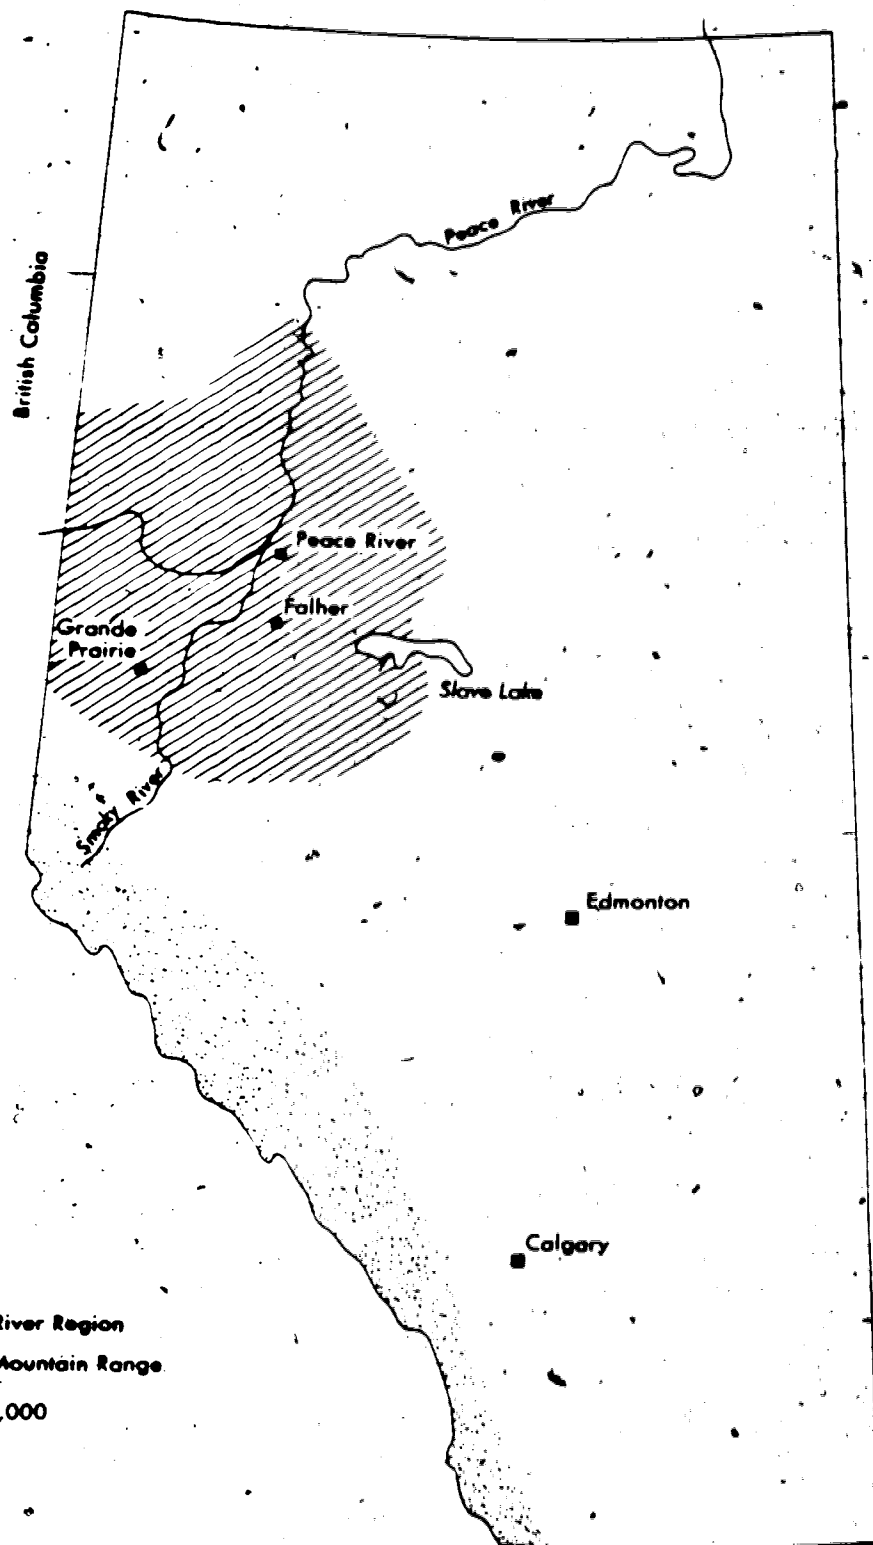 Peace River
British Columbia
Peace River
Falher
Grande
Prairie
Slave Lake
Smoky River
Edmonton
Calgary
River Region
Mountain Range
,000